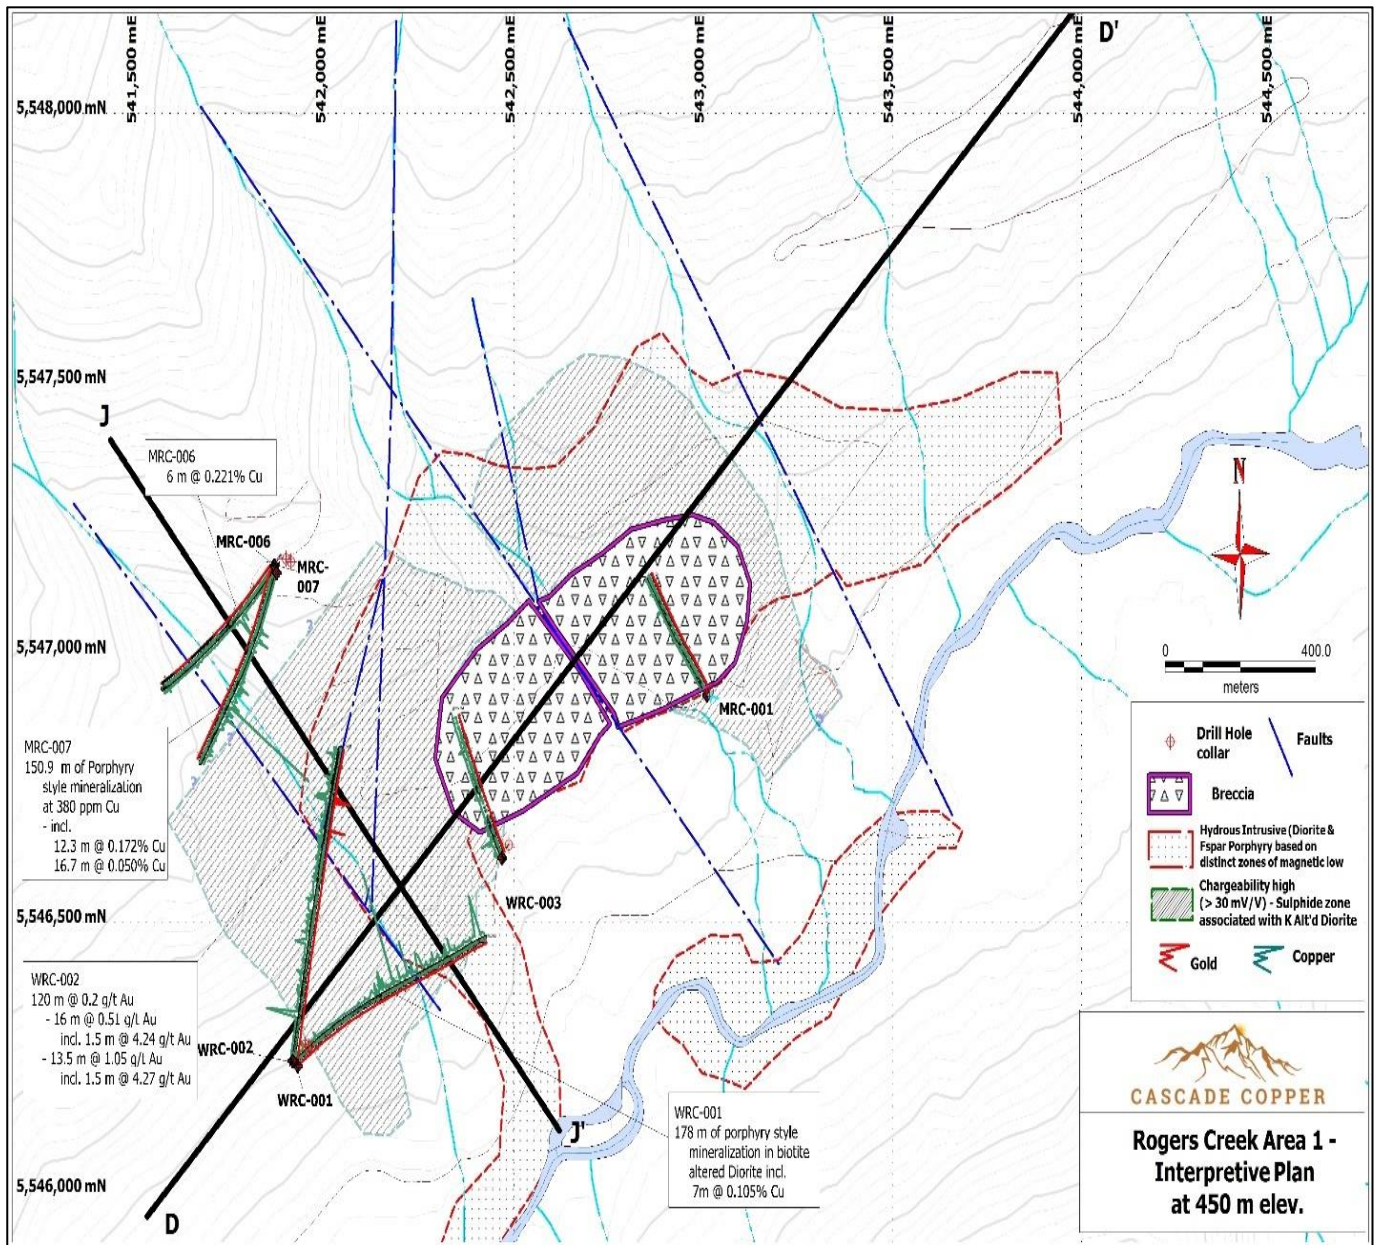 541,500 mE
542,000 mE
542,500 mE
543,000 mE
543,500 mE
544,000 mE
544,500 mE
D'
5,548,000 mN
5,547,500 mN
J
MRC-006
6 m @ 0.221% Cu
N
MRC-006
MRC-
007
?
5,547,000 mN
0
400.0
meters
MRC-001
?
?
?
MRC-007
150.9 m of Porphyry
style mineralization
at 380 ppm Cu
- incl.
12.3 m @ 0.172% Cu
16.7 m @ 0.050% Cu
Drill Hole
collar
Faults
Breccia
Hydrous Intrusive (Diorite &
Fspar Porphyry based on
distinct zones of magnetic low
Chargeability high
(> 30 mV/V) - Sulphide zone
associated with K Alt'd Diorite
Gold
Copper
WRC-003
5,546,500 mN
WRC-002
120 m @ 0.2 g/t Au
- 16 m @ 0.51 g/t Au
incl. 1.5 m @ 4.24 g/t Au
- 13.5 m @ 1.05 g/t Au
incl. 1.5 m @ 4.27 g/t Au
WRC-002
WRC-001
J'
WRC-001
178 m of porphyry style
mineralization in biotite
altered Diorite incl.
7m @ 0.105% Cu
5,546,000 mN
D
CASCADE COPPER
Rogers Creek Area 1 -
Interpretive Plan
at 450 m elev.